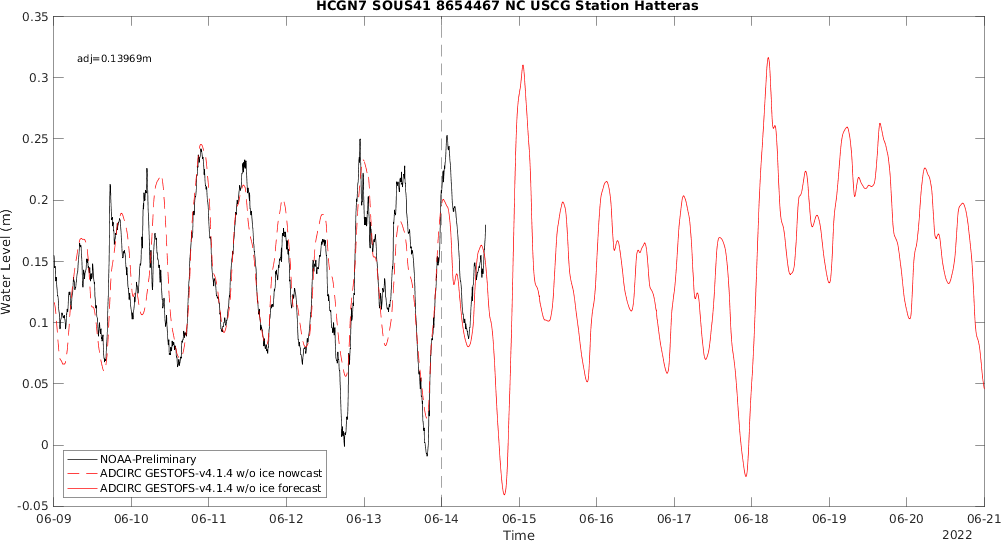 HCGN7 SOUS41 8654467 NC USCG Station Hatteras
0.35
adj=0.13969m
0.3
0.25
0.2
0.15
0.1
0.05
0
-0.05
Water Level (m)
NOAA-Preliminary
ADCIRC GESTOFS-v4.1.4 w/o ice nowcast
ADCIRC GESTOFS-v4.1.4 w/o ice forecast
06-09 06-10 06-11 06-12 06-13 06-14 06-15 06-16 06-17 06-18 06-19 06-20 06-21
Time
2022